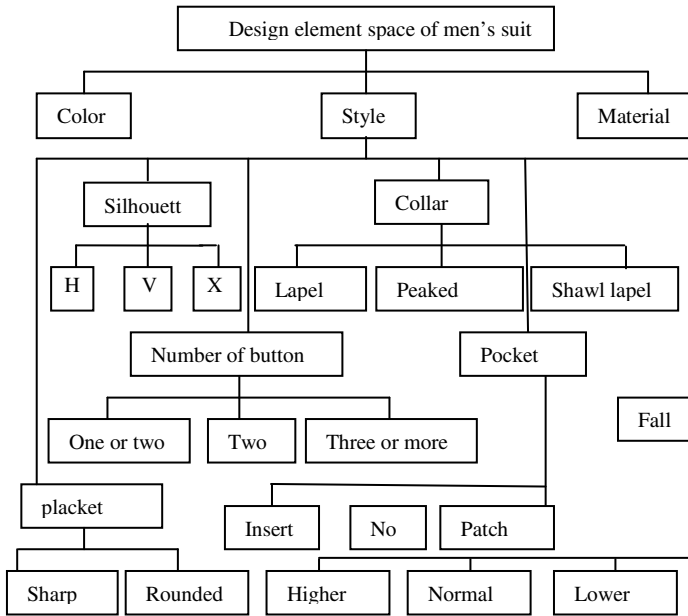 Design element space of men's suit
Color
Style
Material
Silhouett
Collar
H
V
X
Lapel
Peaked
Shawl lapel
Number of button
Pocket
One or two
Two
Three or more
Fall
placket
Insert
No
Patch
Sharp
Rounded
Higher
Normal
Lower